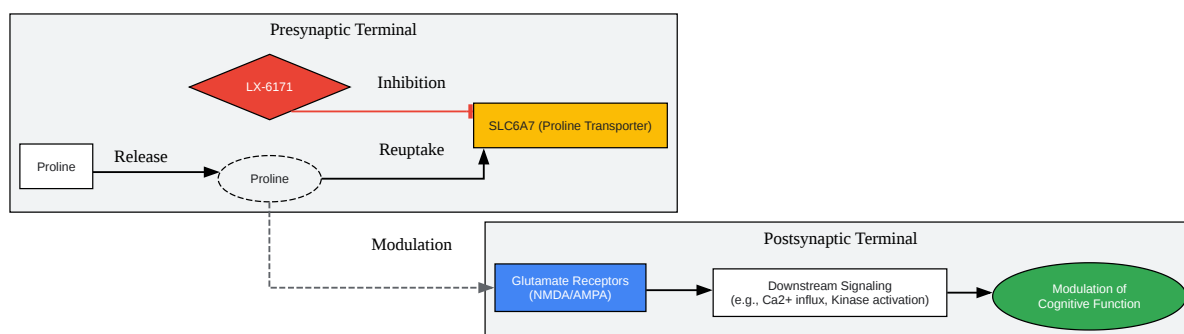 Presynaptic Terminal
LX-6171
Inhibition
SLC6A7 (Proline Transporter)
Proline
Release
Proline
Reuptake
Modulation
Postsynaptic Terminal
Glutamate Receptors
(NMDA/AMPA)
Downstream Signaling
(e.g., Ca2+ influx, Kinase activation)
Modulation of
Cognitive Function